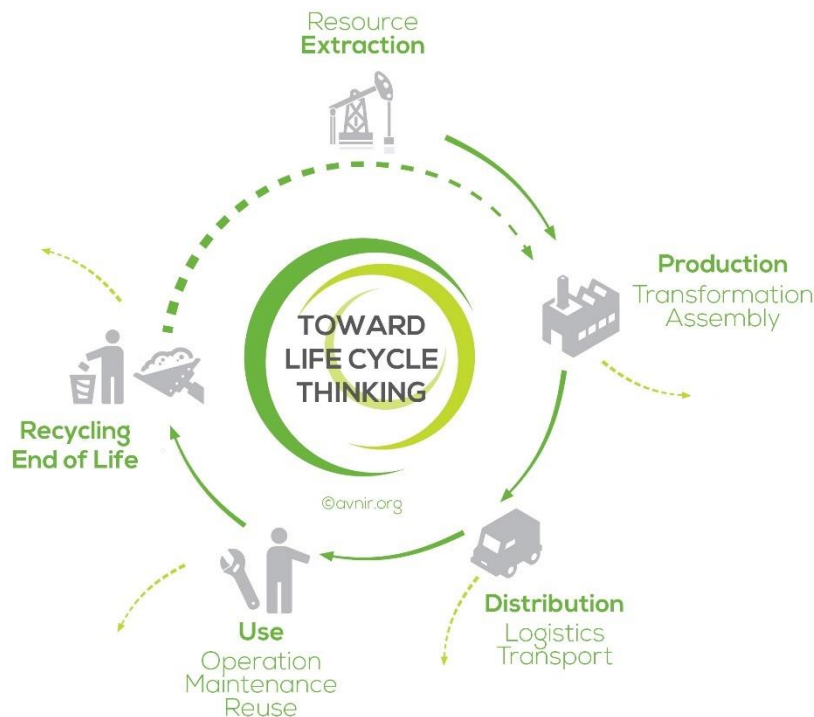 Resource
Extraction
Production
Transformation
Assembly
TOWARD
LIFE CYCLE
THINKING
Recycling
End of Life
©avnir.org
Distribution
Logistics
Transport
Use
Operation
Maintenance
Reuse